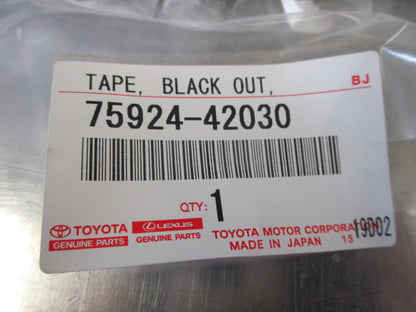 TAPE, BLACK OUT, BJ
75924-42030
QTY: 1
TOYOTA LEXUS
GENUINE PARTS GENUINE PARTS
TOYOTA MOTOR CORPORATION
MADE IN JAPAN 15 19D02